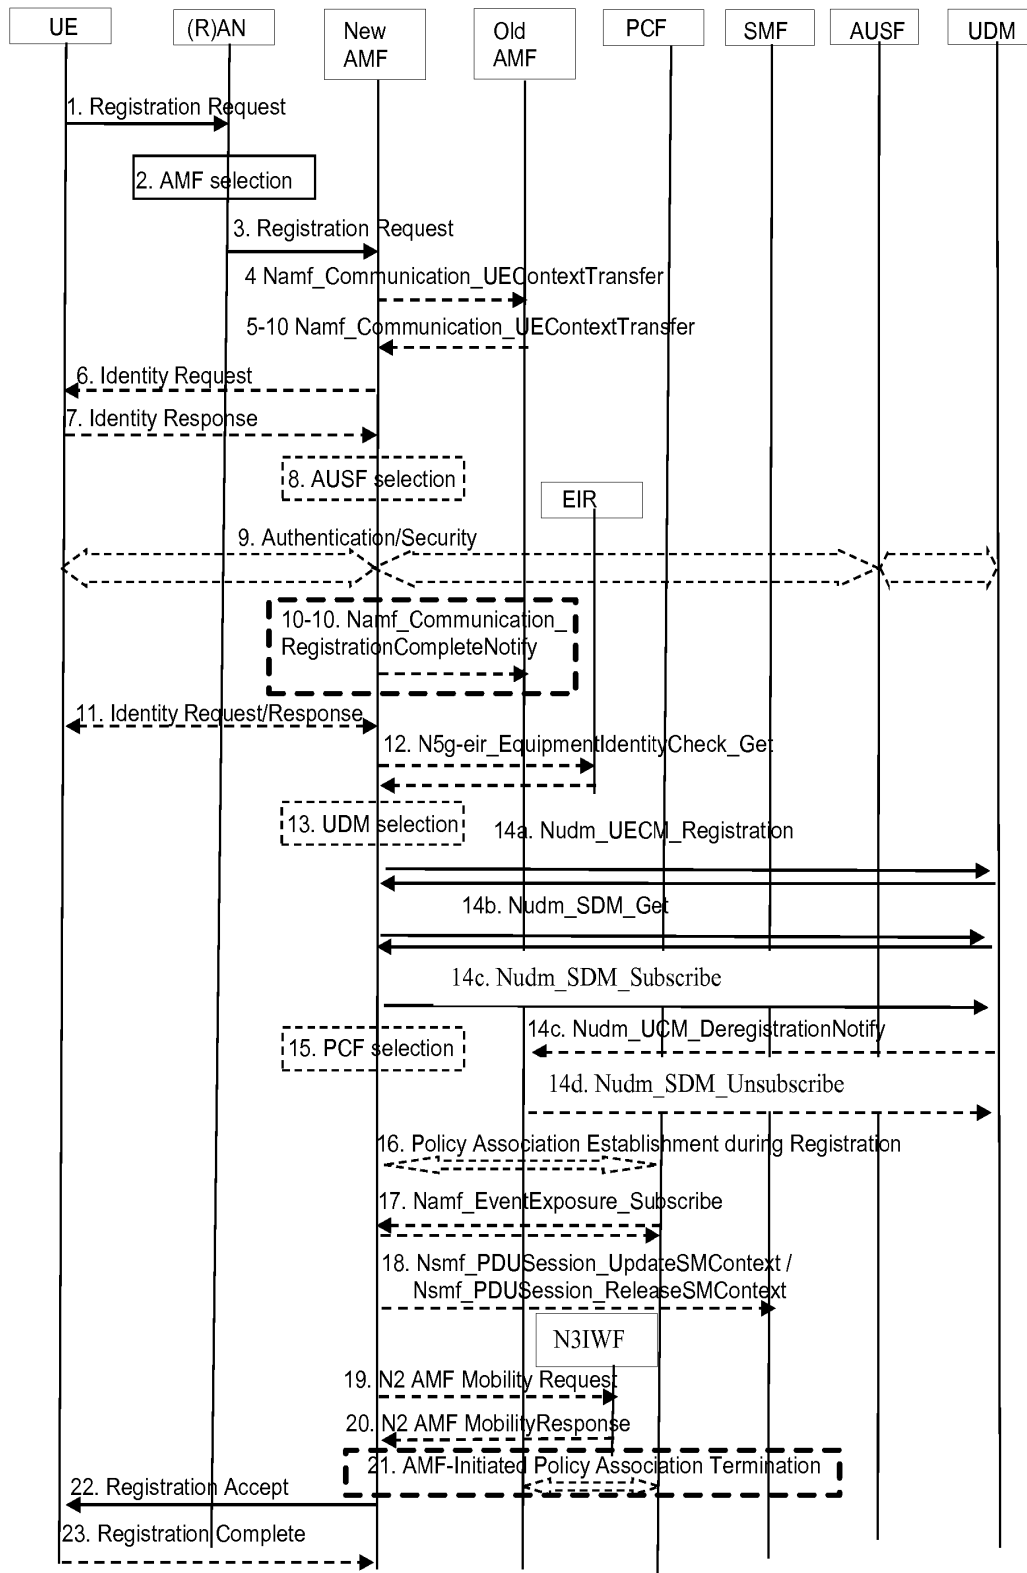 UE
(R)AN
New
AMF
Old
AMF
PCF
SMF
AUSF
UDM
1. Registration Request
2. AMF selection
3. Registration Request
4 Namf_Communication_UEContextTransfer
5-10 Namf_Communication_UEContextTransfer
6. Identity Request
7. Identity Response
8. AUSF selection
EIR
9. Authentication/Security
10-10. Namf_Communication_
RegistrationCompleteNotify
11. Identity Request/Response
12. N5g-eir_EquipmentIdentityCheck_Get
13. UDM selection
14a. Nudm_UECM_Registration
14b. Nudm_SDM_Get
14c. Nudm_SDM_Subscribe
14c. Nudm_UCM_DeregistrationNotify
15. PCF selection
14d. Nudm_SDM_Unsubscribe
16. Policy Association Establishment during Registration
17. Namf_EventExposure_Subscribe
18. Nsmf_PDUSession_UpdateSMContext /
Nsmf_PDUSession_ReleaseSMContext
N3IWF
19. N2 AMF Mobility Request
20. N2 AMF MobilityResponse
21. AMF-Initiated Policy Association Termination
22. Registration Accept
23. Registration Complete